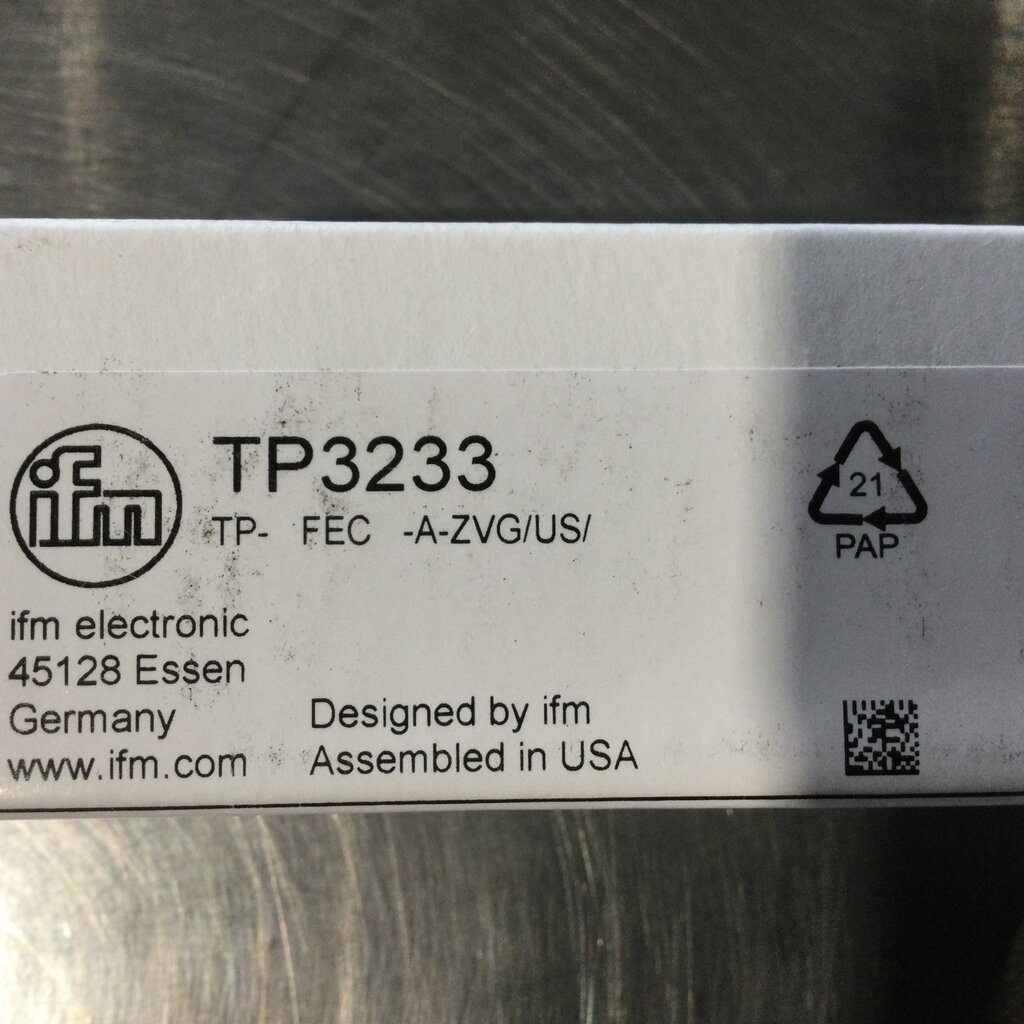 ifm
TP3233
TP- FEC -A-ZVG/US/
21
PAP
ifm electronic
45128 Essen
Germany
www.ifm.com
Designed by ifm
Assembled in USA